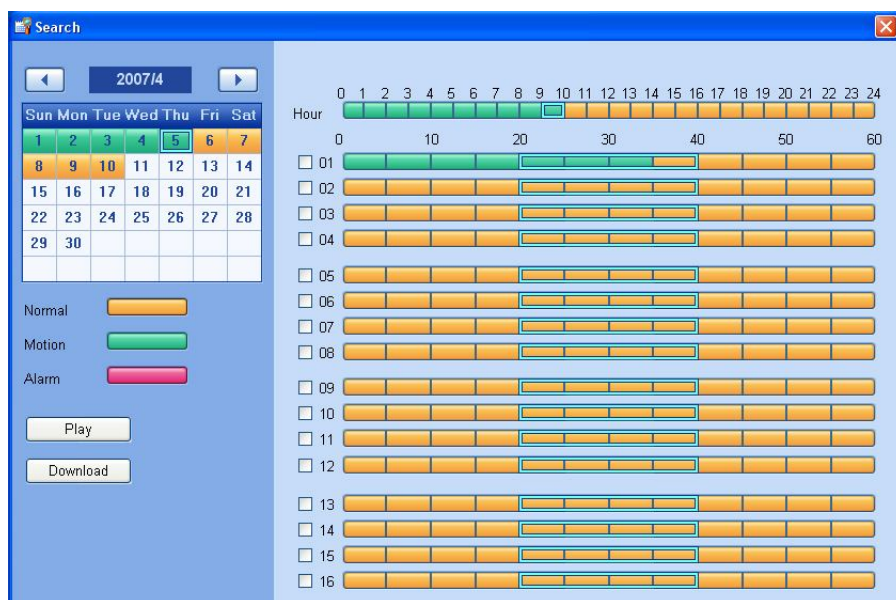 Search
2007/4
Sun Mon Tue Wed Thu Fri Sat
1 2 3 4 5 6 7
8 9 10 11 12 13 14
15 16 17 18 19 20 21
22 23 24 25 26 27 28
29 30
Normal
Motion
Alarm
Play
Download
0 1 2 3 4 5 6 7 8 9 10 11 12 13 14 15 16 17 18 19 20 21 22 23 24
Hour
0 10 20 30 40 50 60
01
02
03
04
05
06
07
08
09
10
11
12
13
14
15
16